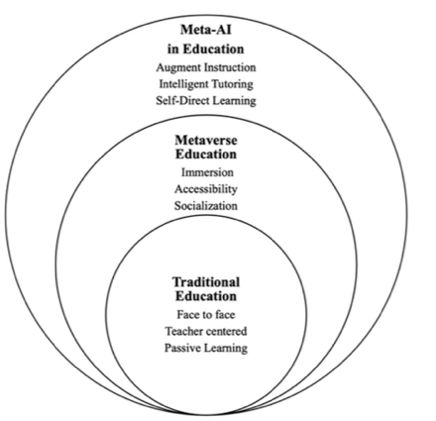 Meta-AI
in Education
Augment Instruction
Intelligent Tutoring
Self-Direct Learning
Metaverse
Education
Immersion
Accessibility
Socialization
Traditional
Education
Face to face
Teacher centered
Passive Learning